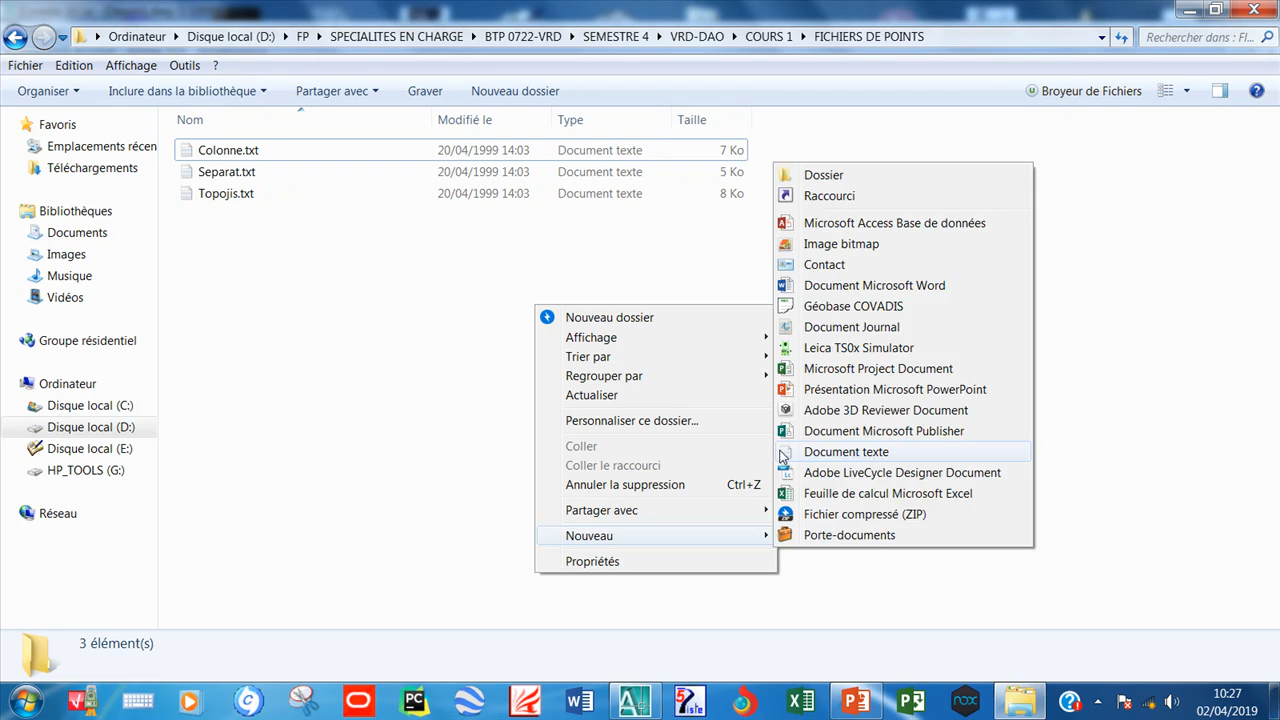 Ordinateur ▸ Disque local (D:) ▸ FP ▸ SPECIALITES EN CHARGE ▸ BTP 0722-VRD ▸ SEMESTRE 4 ▸ VRD-DAO ▸ COURS 1 ▸ FICHIERS DE POINTS
Rechercher dans: FI...
Fichier Edition Affichage Outils ?
Organiser Inclure dans la bibliothèque Partager avec Graver Nouveau dossier Broyeur de Fichiers
Nom Modifié le Type Taille
Colonne.txt 20/04/1999 14:03 Document texte 7 Ko
Separat.txt 20/04/1999 14:03 Document texte 5 Ko
Topojis.txt 20/04/1999 14:03 Document texte 8 Ko
Favoris
Emplacements récen
Téléchargements
Bibliothèques
Documents
Images
Musique
Vidéos
Groupe résidentiel
Ordinateur
Disque local (C:)
Disque local (D:)
Disque local (E:)
HP_TOOLS (G:)
Réseau
Nouveau dossier
Affichage
Trier par
Regrouper par
Actualiser
Personnaliser ce dossier...
Coller
Coller le raccourci
Annuler la suppression Ctrl+Z
Partager avec
Nouveau
Propriétés
Dossier
Raccourci
Microsoft Access Base de données
Image bitmap
Contact
Document Microsoft Word
Géobase COVADIS
Document Journal
Leica TS0x Simulator
Microsoft Project Document
Présentation Microsoft PowerPoint
Adobe 3D Reviewer Document
Document Microsoft Publisher
Document texte
Adobe LiveCycle Designer Document
Feuille de calcul Microsoft Excel
Fichier compressé (ZIP)
Porte-documents
3 élément(s)
10:27
02/04/2019